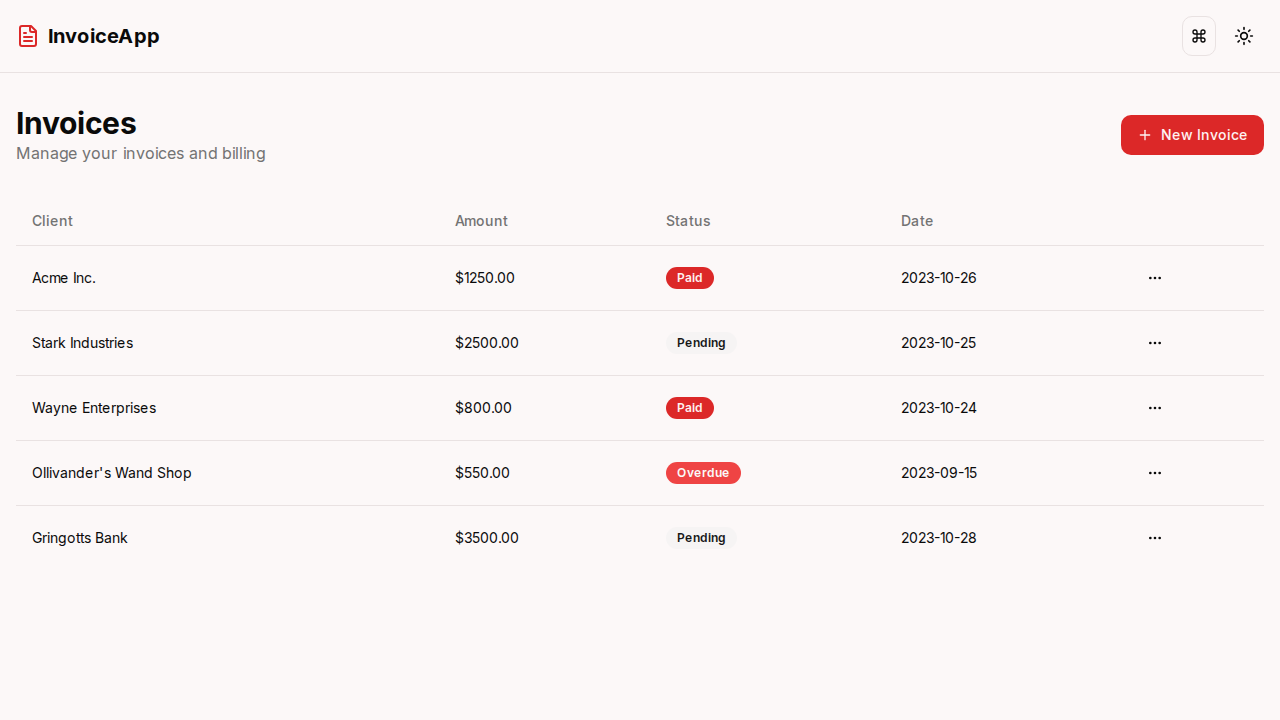 InvoiceApp
Invoices
Manage your invoices and billing
New Invoice
Client Amount Status Date
Acme Inc. $1250.00 Paid 2023-10-26
Stark Industries $2500.00 Pending 2023-10-25
Wayne Enterprises $800.00 Paid 2023-10-24
Ollivander's Wand Shop $550.00 Overdue 2023-09-15
Gringotts Bank $3500.00 Pending 2023-10-28